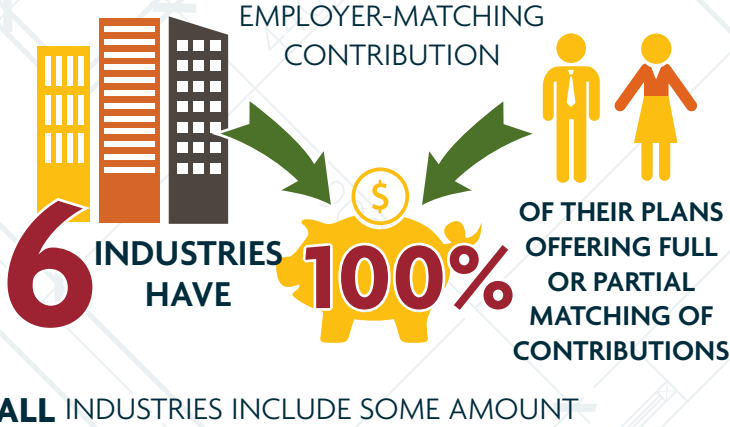 EMPLOYER-MATCHING
CONTRIBUTION
$
6 INDUSTRIES
HAVE
100%
OF THEIR PLANS
OFFERING FULL
OR PARTIAL
MATCHING OF
CONTRIBUTIONS
ALL INDUSTRIES INCLUDE SOME AMOUNT